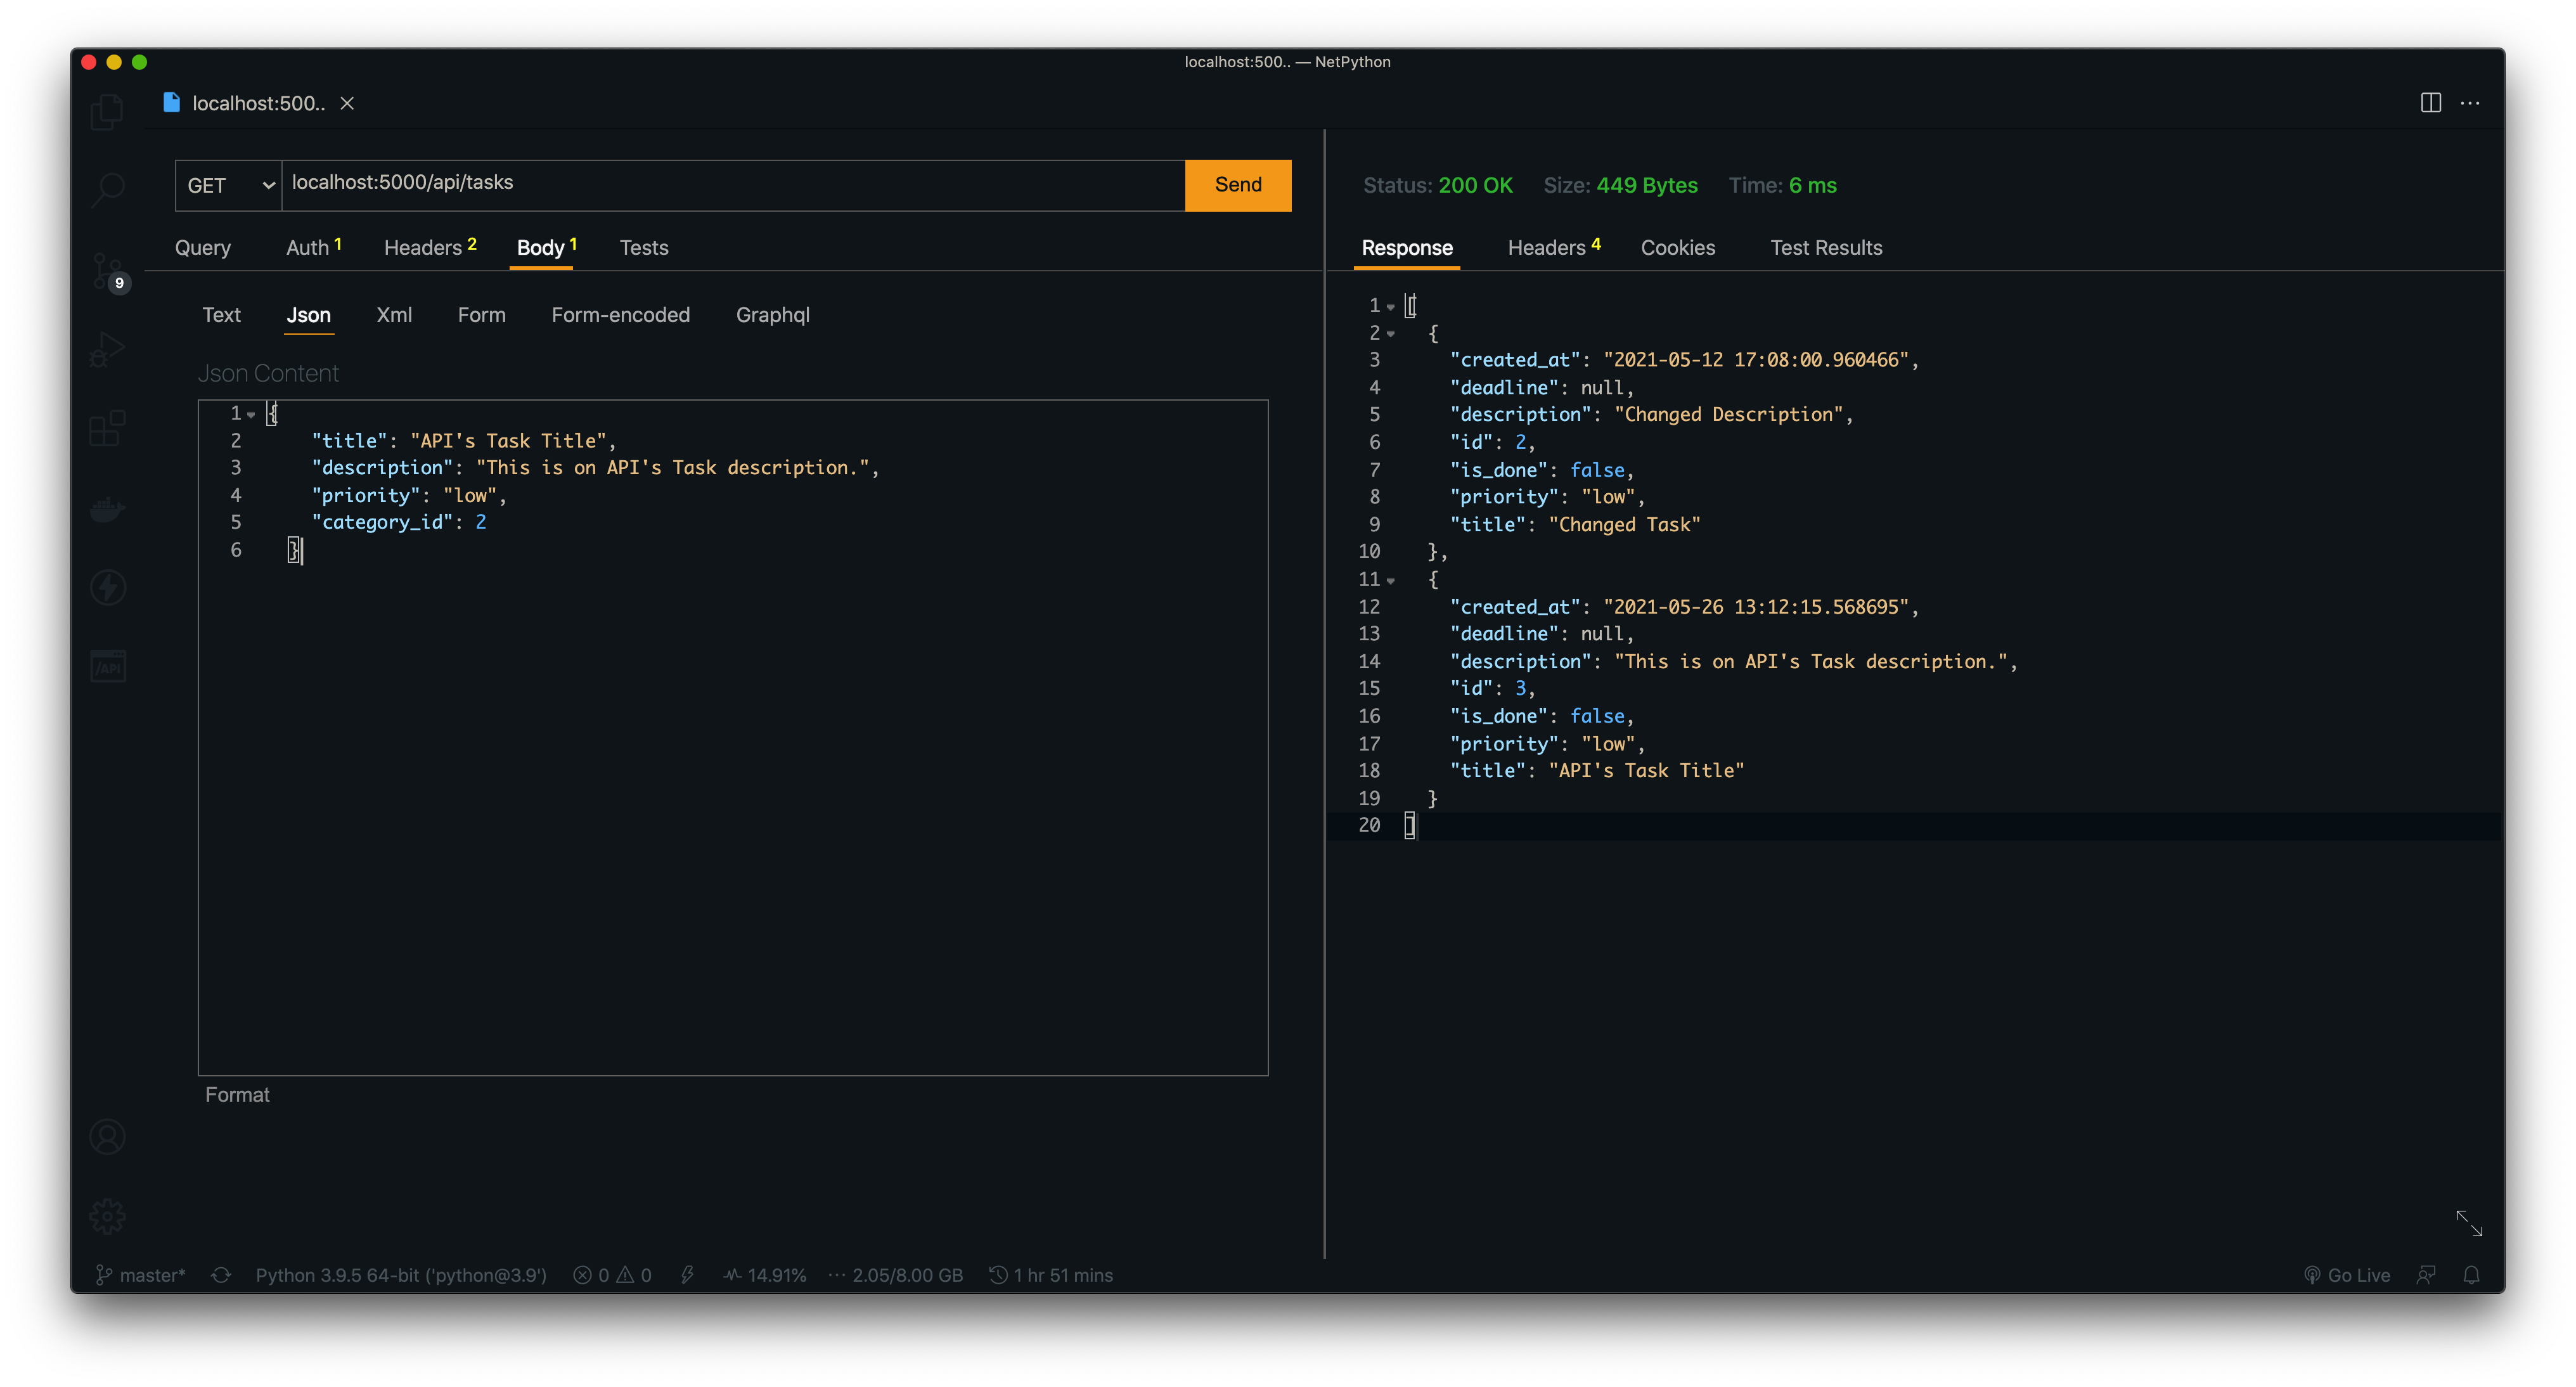 localhost:500.. — NetPython
localhost:500..
GET
localhost:5000/api/tasks
Send
Status: 200 OK Size: 449 Bytes Time: 6 ms
Query Auth 1 Headers 2 Body 1 Tests
Response Headers 4 Cookies Test Results
9
Text Json Xml Form Form-encoded Graphql
Json Content
1 {
2 "title": "API's Task Title",
3 "description": "This is on API's Task description.",
4 "priority": "low",
5 "category_id": 2
6 }
Format
1 [
2 {
3 "created_at": "2021-05-12 17:08:00.960466",
4 "deadline": null,
5 "description": "Changed Description",
6 "id": 2,
7 "is_done": false,
8 "priority": "low",
9 "title": "Changed Task"
10 },
11 {
12 "created_at": "2021-05-26 13:12:15.568695",
13 "deadline": null,
14 "description": "This is on API's Task description.",
15 "id": 3,
16 "is_done": false,
17 "priority": "low",
18 "title": "API's Task Title"
19 }
20 ]
/API
master* Python 3.9.5 64-bit ('python@3.9') 0 0 14.91% ··· 2.05/8.00 GB 1 hr 51 mins Go Live